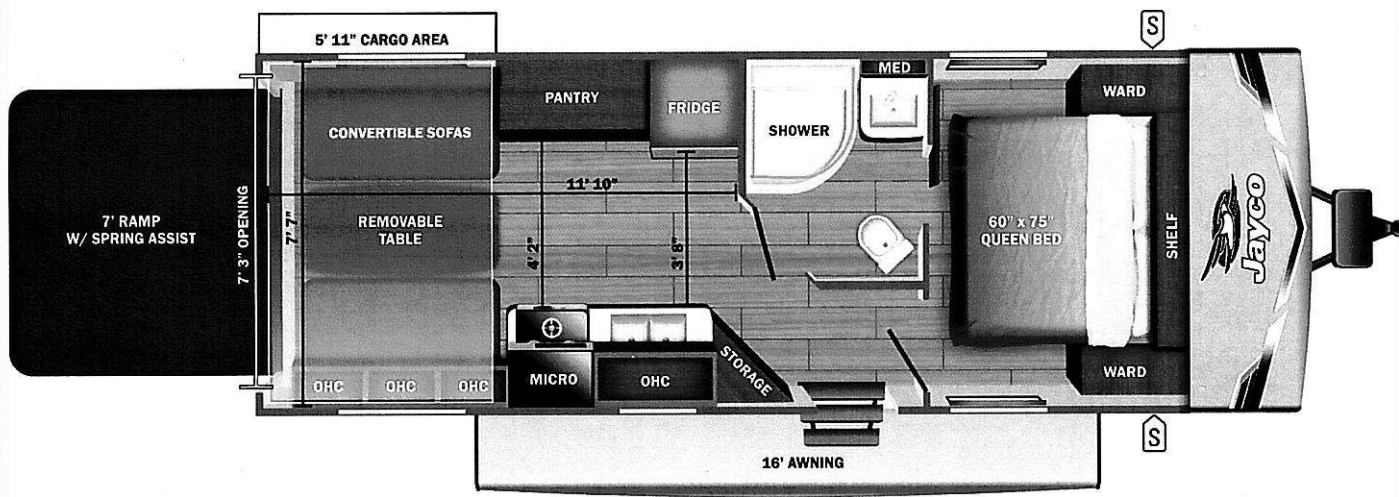 5' 11" CARGO AREA
S
MED
WARD
PANTRY
FRIDGE
SHOWER
CONVERTIBLE SOFAS
11' 10"
7' RAMP
W/ SPRING ASSIST
7' 3" OPENING
7' 7"
REMOVABLE
TABLE
4' 2"
3' 8"
60" x 75"
QUEEN BED
SHELF
Jayco
OHC
OHC
OHC
MICRO
OHC
STORAGE
WARD
S
16' AWNING